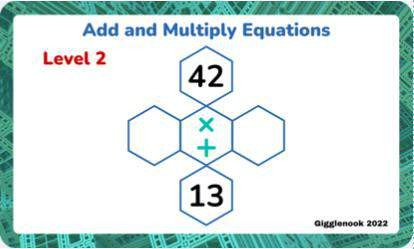 Add and Multiply Equations
Level 2
42
×
+
13
Gigglenook 2022